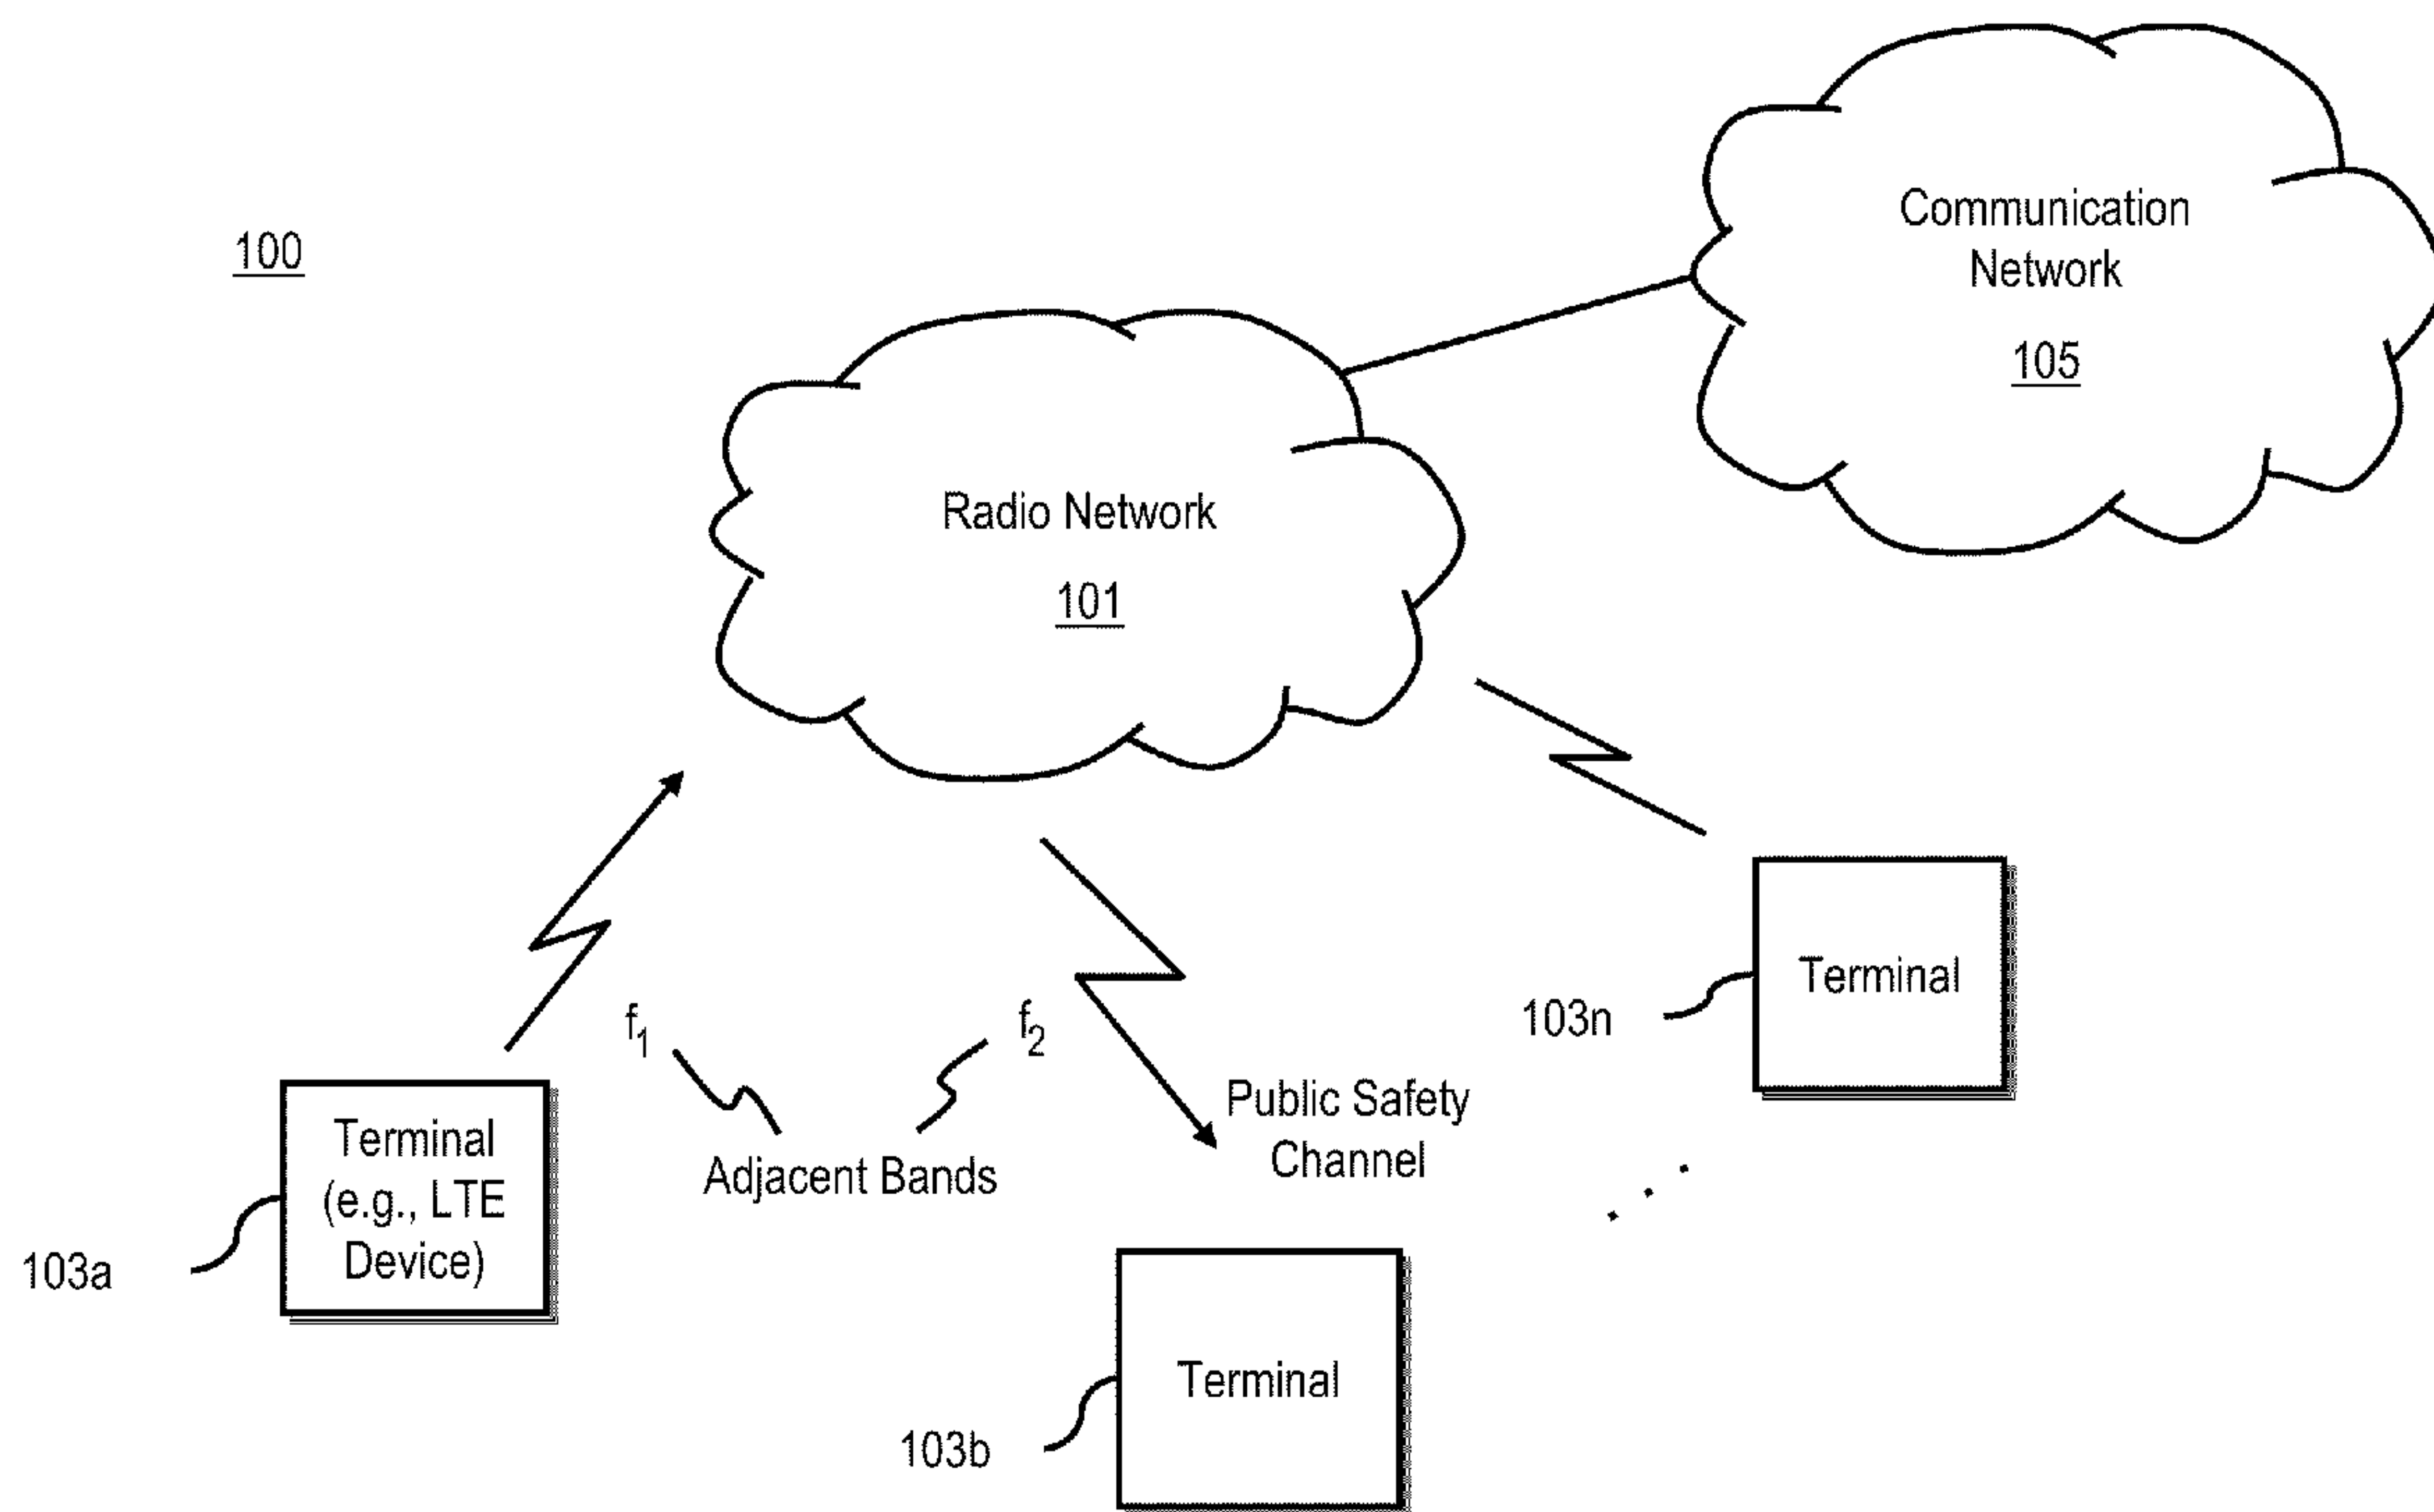 100
Communication
Network
105
Radio Network
101
f1
f2
Adjacent Bands
Public Safety
Channel
103n
Terminal
Terminal
(e.g., LTE
Device)
103a
Terminal
103b